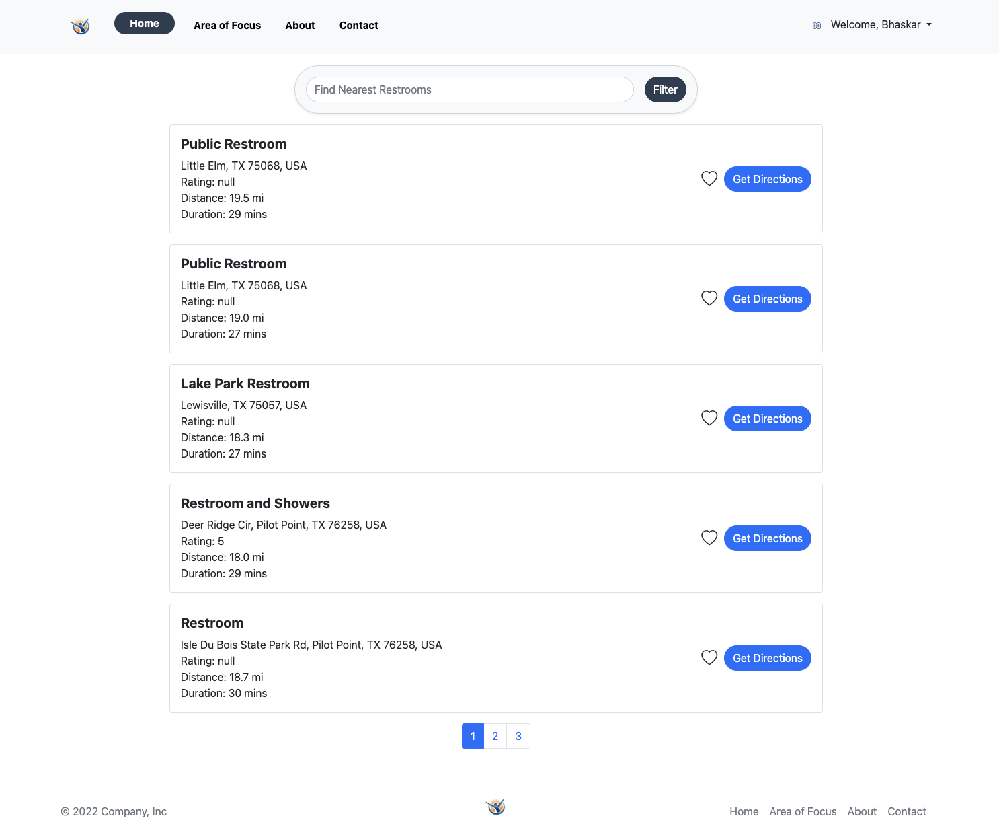 Home
Area of Focus
About
Contact
Welcome, Bhaskar
Find Nearest Restrooms
Filter
Public Restroom
Little Elm, TX 75068, USA
Rating: null
Distance: 19.5 mi
Duration: 29 mins
Get Directions
Public Restroom
Little Elm, TX 75068, USA
Rating: null
Distance: 19.0 mi
Duration: 27 mins
Get Directions
Lake Park Restroom
Lewisville, TX 75057, USA
Rating: null
Distance: 18.3 mi
Duration: 27 mins
Get Directions
Restroom and Showers
Deer Ridge Cir, Pilot Point, TX 76258, USA
Rating: 5
Distance: 18.0 mi
Duration: 29 mins
Get Directions
Restroom
Isle Du Bois State Park Rd, Pilot Point, TX 76258, USA
Rating: null
Distance: 18.7 mi
Duration: 30 mins
Get Directions
1 2 3
© 2022 Company, Inc
Home
Area of Focus
About
Contact